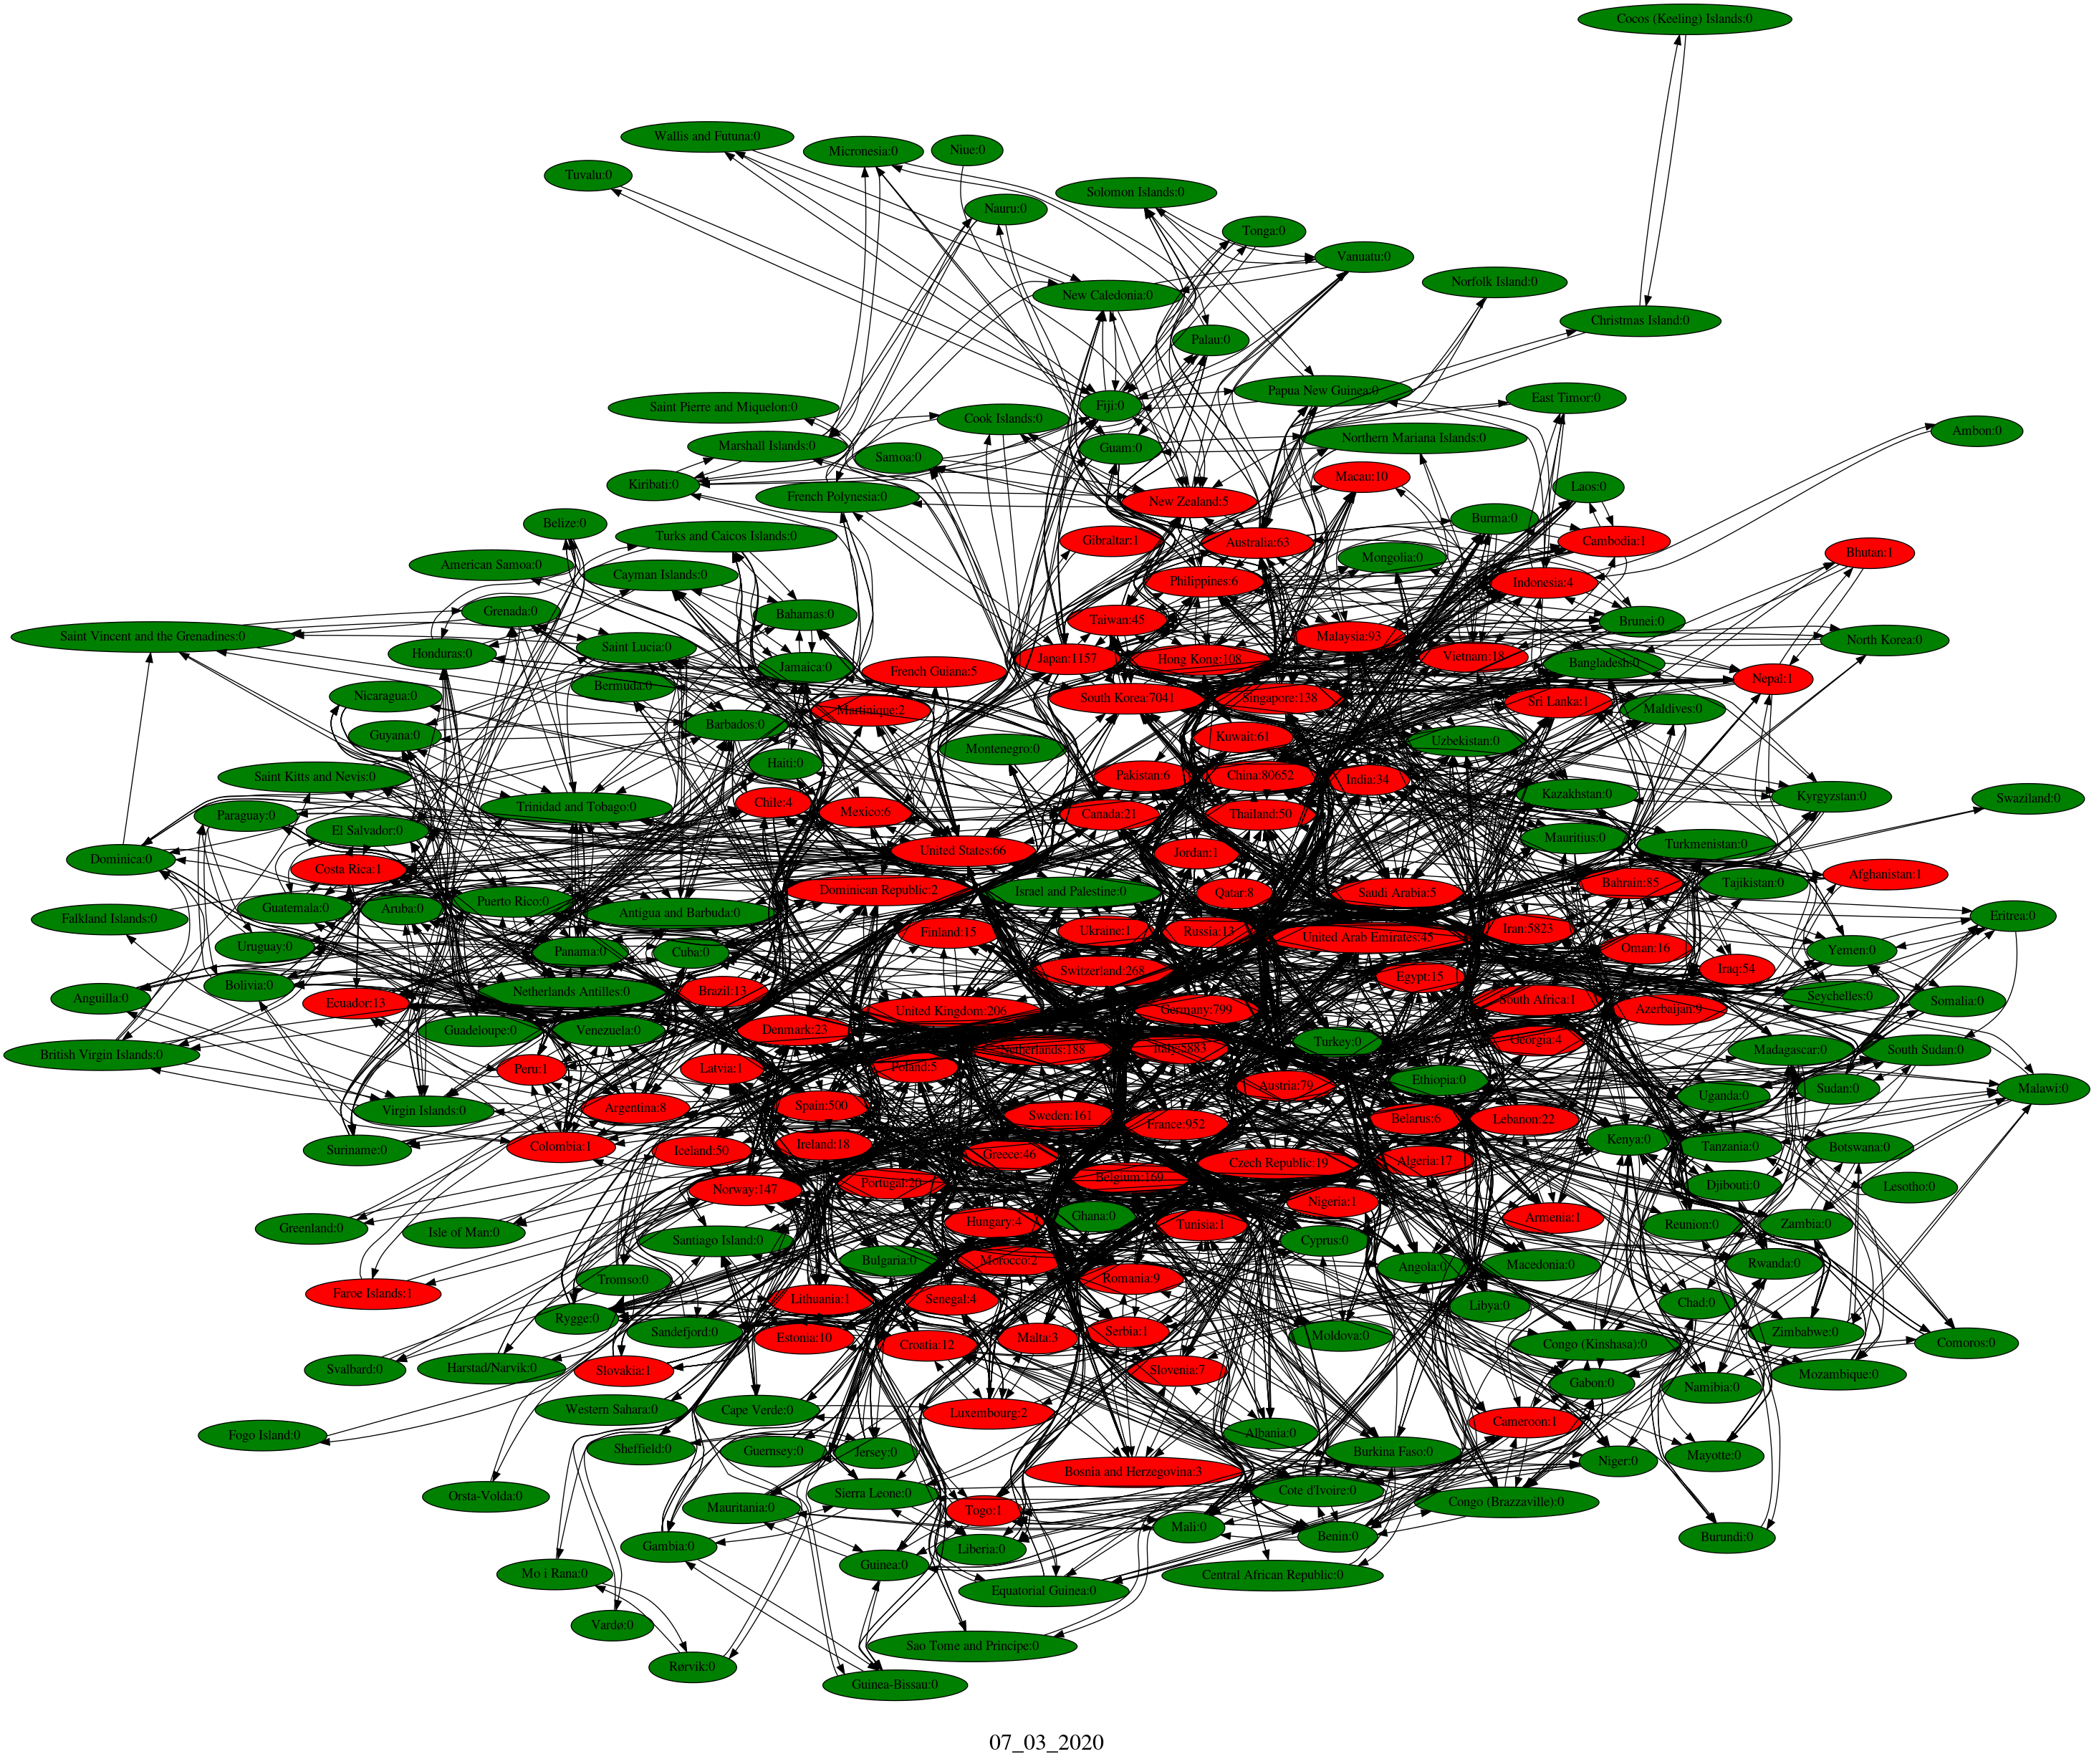 Cocos (Keeling) Islands:0
Wallis and Futuna:0
Micronesia:0
Niue:0
Tuvalu:0
Solomon Islands:0
Nauru:0
Tonga:0
Vanuatu:0
Norfolk Island:0
New Caledonia:0
Christmas Island:0
Palau:0
Papua New Guinea:0
East Timor:0
Saint Pierre and Miquelon:0
Fiji:0
Cook Islands:0
Ambon:0
Marshall Islands:0
Guam:0
Northern Mariana Islands:0
Samoa:0
Macau:10
Kiribati:0
French Polynesia:0
New Zealand:5
Laos:0
Belize:0
Turks and Caicos Islands:0
Gibraltar:1
Australia:63
Burma:0
Cambodia:1
Bhutan:1
Mongolia:0
American Samoa:0
Cayman Islands:0
Philippines:6
Indonesia:4
Grenada:0
Bahamas:0
Taiwan:45
Brunei:0
Saint Vincent and the Grenadines:0
Malaysia:93
North Korea:0
Honduras:0
Saint Lucia:0
Jamaica:0
Japan:1157
Hong Kong:108
Vietnam:18
Bangladesh:0
French Guiana:5
Nepal:1
Bermuda:0
Nicaragua:0
South Korea:7041
Singapore:138
Sri Lanka:1
Maldives:0
Martinique:2
Barbados:0
Guyana:0
Kuwait:61
Uzbekistan:0
Montenegro:0
Haiti:0
Saint Kitts and Nevis:0
Pakistan:6
China:80652
India:34
Kazakhstan:0
Kyrgyzstan:0
Swaziland:0
Trinidad and Tobago:0
Chile:4
Mexico:6
Canada:21
Thailand:50
Paraguay:0
El Salvador:0
Mauritius:0
Turkmenistan:0
Dominica:0
United States:66
Jordan:1
Costa Rica:1
Afghanistan:1
Dominican Republic:2
Israel and Palestine:0
Qatar:8
Saudi Arabia:5
Bahrain:85
Tajikistan:0
Falkland Islands:0
Guatemala:0
Aruba:0
Puerto Rico:0
Antigua and Barbuda:0
Eritrea:0
Finland:15
Ukraine:1
Russia:13
United Arab Emirates:45
Iran:5823
Uruguay:0
Panama:0
Cuba:0
Oman:16
Yemen:0
Switzerland:268
Egypt:15
Iraq:54
Bolivia:0
Anguilla:0
Ecuador:13
Netherlands Antilles:0
Brazil:13
South Africa:1
Azerbaijan:9
Seychelles:0
Somalia:0
United Kingdom:206
Germany:799
Guadeloupe:0
Venezuela:0
Denmark:23
Turkey:0
Georgia:4
British Virgin Islands:0
Netherlands:188
Italy:5883
Madagascar:0
South Sudan:0
Peru:1
Latvia:1
Poland:5
Austria:79
Ethiopia:0
Uganda:0
Sudan:0
Malawi:0
Virgin Islands:0
Argentina:8
Spain:500
Sweden:161
France:952
Belarus:6
Lebanon:22
Suriname:0
Colombia:1
Iceland:50
Ireland:18
Greece:46
Czech Republic:19
Algeria:17
Kenya:0
Tanzania:0
Botswana:0
Norway:147
Portugal:20
Belgium:169
Djibouti:0
Lesotho:0
Nigeria:1
Greenland:0
Isle of Man:0
Hungary:4
Ghana:0
Tunisia:1
Armenia:1
Reunion:0
Zambia:0
Santiago Island:0
Cyprus:0
Bulgaria:0
Morocco:2
Angola:0
Macedonia:0
Rwanda:0
Tromso:0
Romania:9
Faroe Islands:1
Lithuania:1
Senegal:4
Libya:0
Chad:0
Rygge:0
Sandefjord:0
Estonia:10
Croatia:12
Malta:3
Serbia:1
Moldova:0
Congo (Kinshasa):0
Zimbabwe:0
Comoros:0
Svalbard:0
Harstad/Narvik:0
Slovakia:1
Slovenia:7
Gabon:0
Namibia:0
Mozambique:0
Western Sahara:0
Cape Verde:0
Luxembourg:2
Cameroon:1
Fogo Island:0
Sheffield:0
Guernsey:0
Jersey:0
Albania:0
Burkina Faso:0
Niger:0
Mayotte:0
Bosnia and Herzegovina:3
Orsta-Volda:0
Mauritania:0
Sierra Leone:0
Togo:1
Cote d'Ivoire:0
Congo (Brazzaville):0
Gambia:0
Liberia:0
Mali:0
Benin:0
Burundi:0
Mo i Rana:0
Guinea:0
Equatorial Guinea:0
Central African Republic:0
Vardø:0
Sao Tome and Principe:0
Rørvik:0
Guinea-Bissau:0
07_03_2020